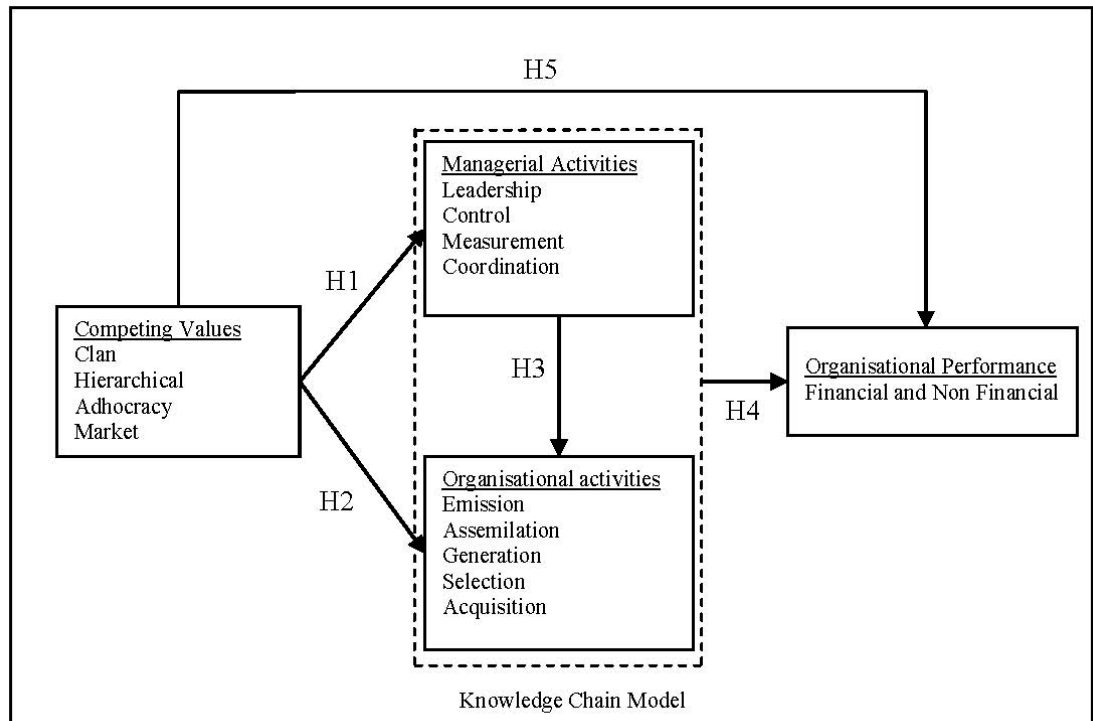 H5
Managerial Activities
Leadership
Control
Measurement
Coordination
H1
Competing Values
Clan
Hierarchical
Adhocracy
Market
H3
Organisational Performance
Financial and Non Financial
H4
H2
Organisational activities
Emission
Assemilation
Generation
Selection
Acquisition
Knowledge Chain Model